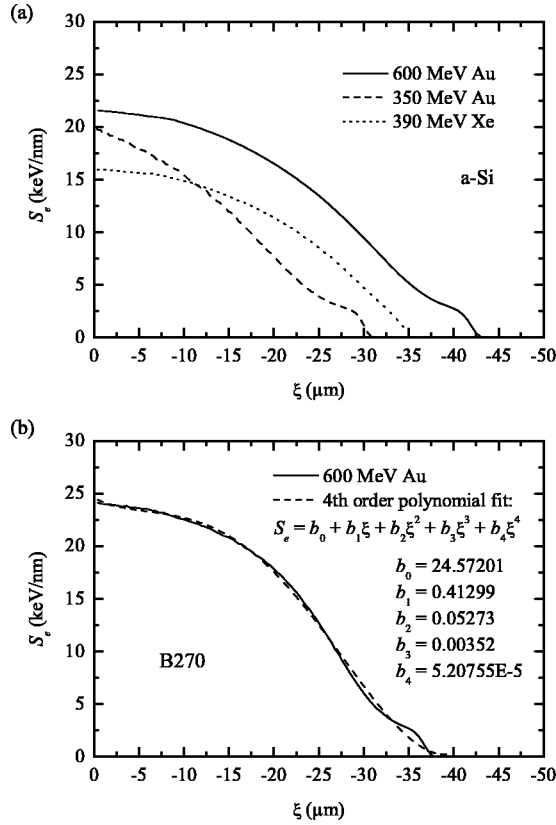 (a)
30
25
20
15
10
5
0
S_e (keV/nm)
600 MeV Au
350 MeV Au
390 MeV Xe
a-Si
0 -5 -10 -15 -20 -25 -30 -35 -40 -45 -50
ξ (µm)
(b)
30
25
20
15
10
5
0
S_e (keV/nm)
600 MeV Au
4th order polynomial fit:
S_e = b_0 + b_1ξ + b_2ξ^2 + b_3ξ^3 + b_4ξ^4
b_0 = 24.57201
b_1 = 0.41299
b_2 = 0.05273
b_3 = 0.00352
b_4 = 5.20755E-5
B270
0 -5 -10 -15 -20 -25 -30 -35 -40 -45 -50
ξ (µm)